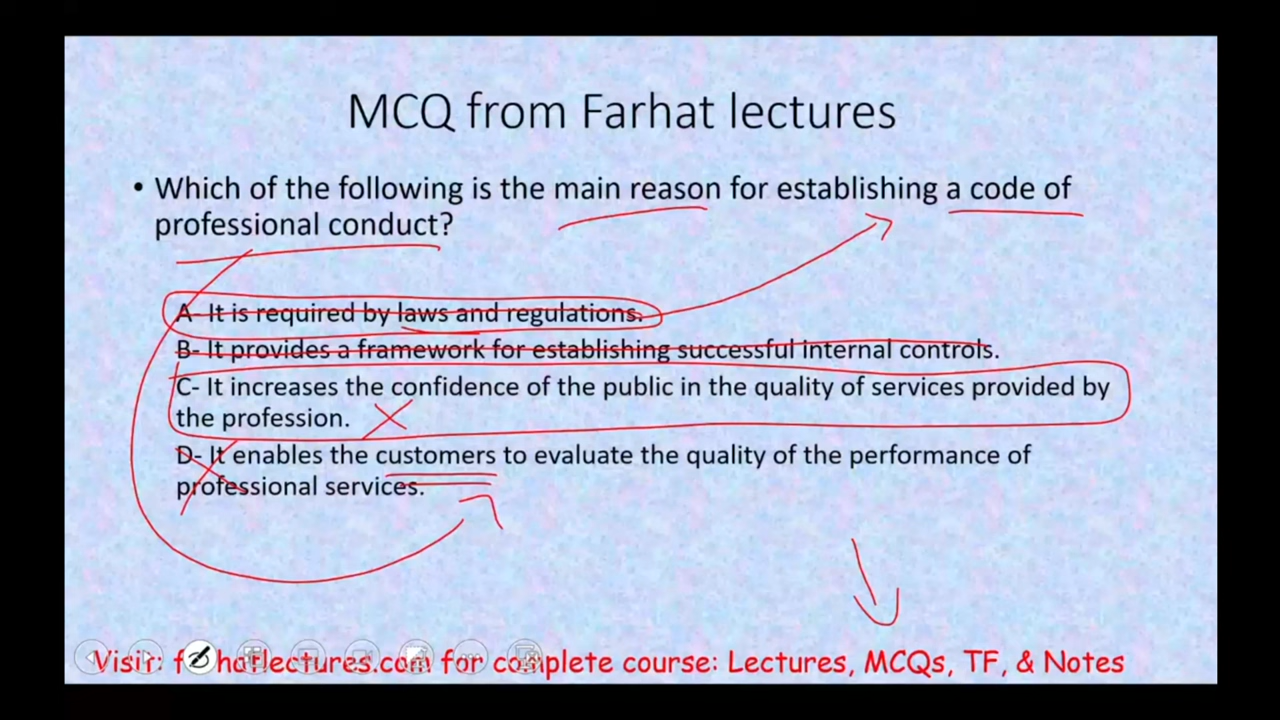 MCQ from Farhat lectures
• Which of the following is the main reason for establishing a code of
professional conduct?
A- It is required by laws and regulations.
B- It provides a framework for establishing successful internal controls.
C- It increases the confidence of the public in the quality of services provided by
the profession.
D- It enables the customers to evaluate the quality of the performance of
professional services.
Visit: farhatlectures.com for complete course: Lectures, MCQs, TF, & Notes